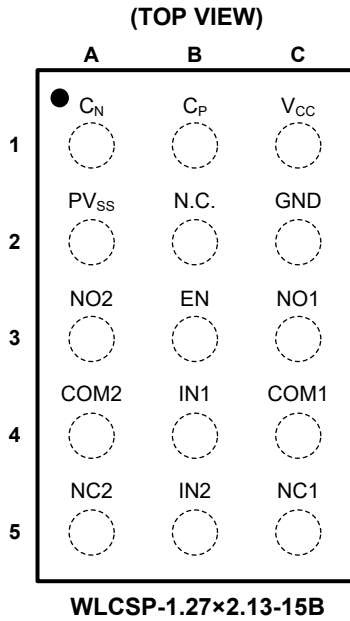 (TOP VIEW)
A B C
C_N C_P V_CC
1
PV_SS N.C. GND
2
NO2 EN NO1
3
COM2 IN1 COM1
4
NC2 IN2 NC1
5
WLCSP-1.27×2.13-15B